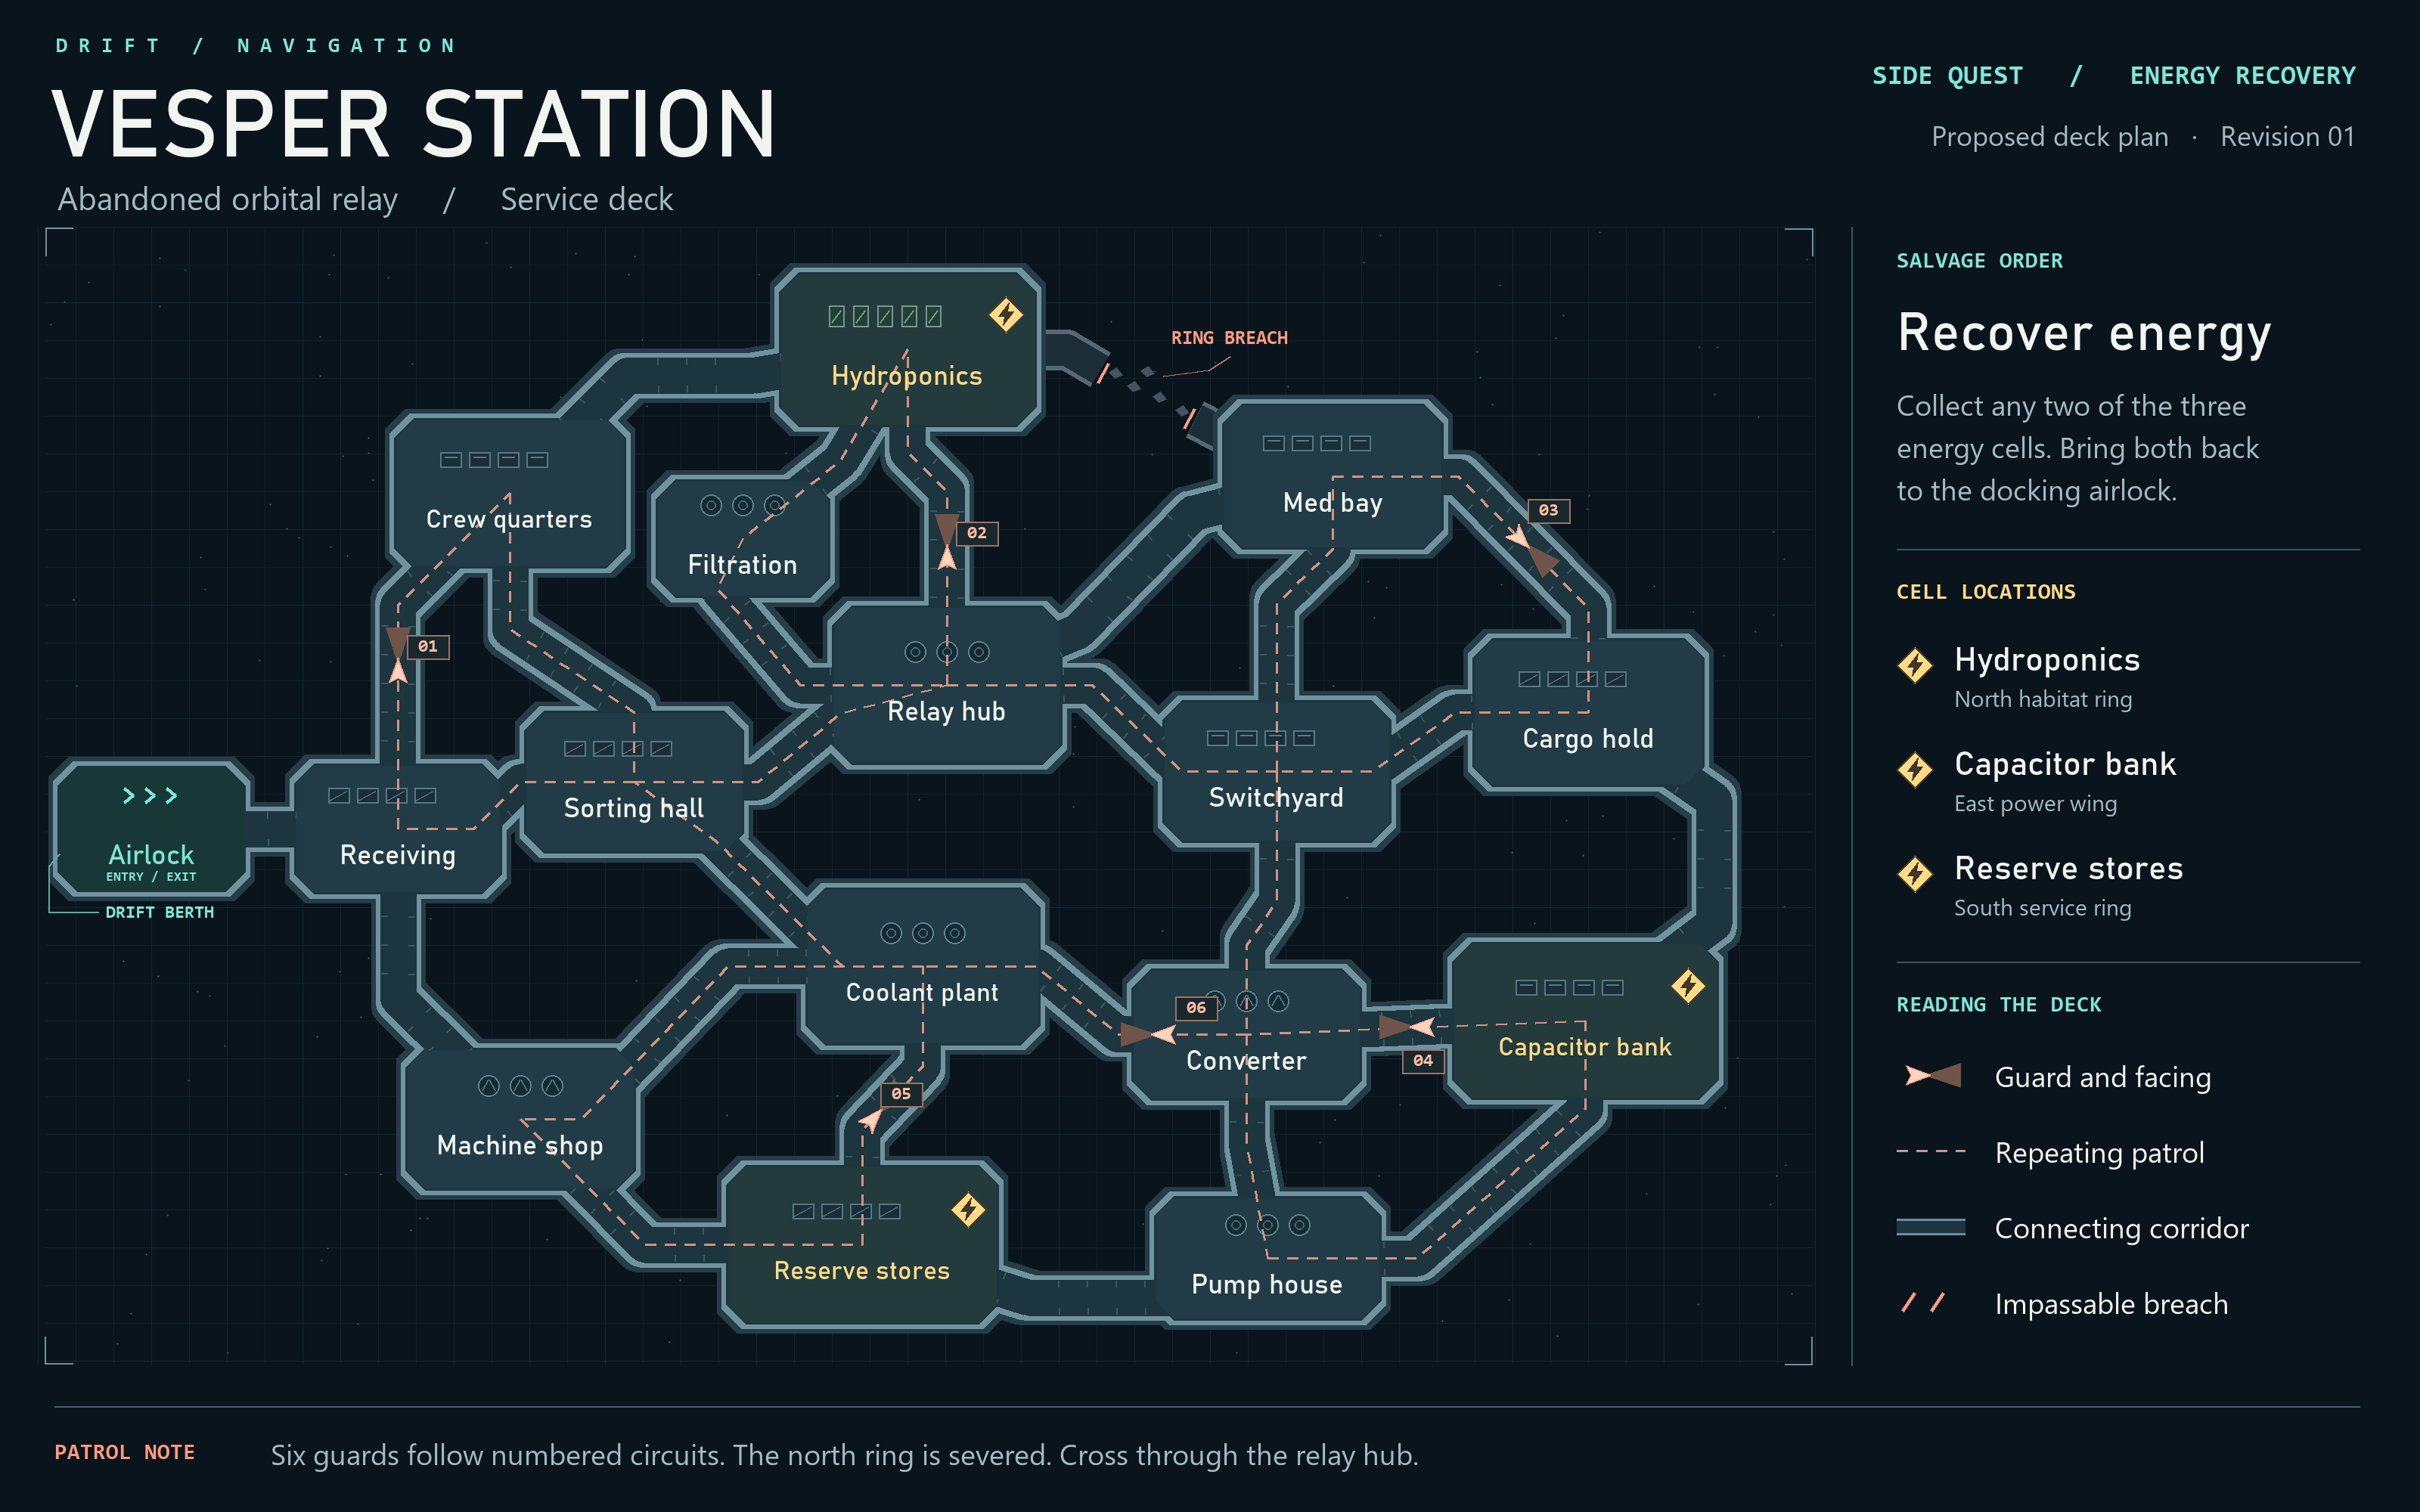 DRIFT / NAVIGATION
VESPER STATION
Abandoned orbital relay / Service deck
SIDE QUEST / ENERGY RECOVERY
Proposed deck plan · Revision 01
RING BREACH
Hydroponics
Crew quarters
Filtration
02
Med bay
03
01
Relay hub
Cargo hold
Sorting hall
Switchyard
Airlock
ENTRY / EXIT
DRIFT BERTH
Receiving
Coolant plant
06
Converter
04
Capacitor bank
05
Machine shop
Reserve stores
Pump house
SALVAGE ORDER
Recover energy
Collect any two of the three
energy cells. Bring both back
to the docking airlock.
CELL LOCATIONS
Hydroponics
North habitat ring
Capacitor bank
East power wing
Reserve stores
South service ring
READING THE DECK
Guard and facing
Repeating patrol
Connecting corridor
Impassable breach
PATROL NOTE Six guards follow numbered circuits. The north ring is severed. Cross through the relay hub.